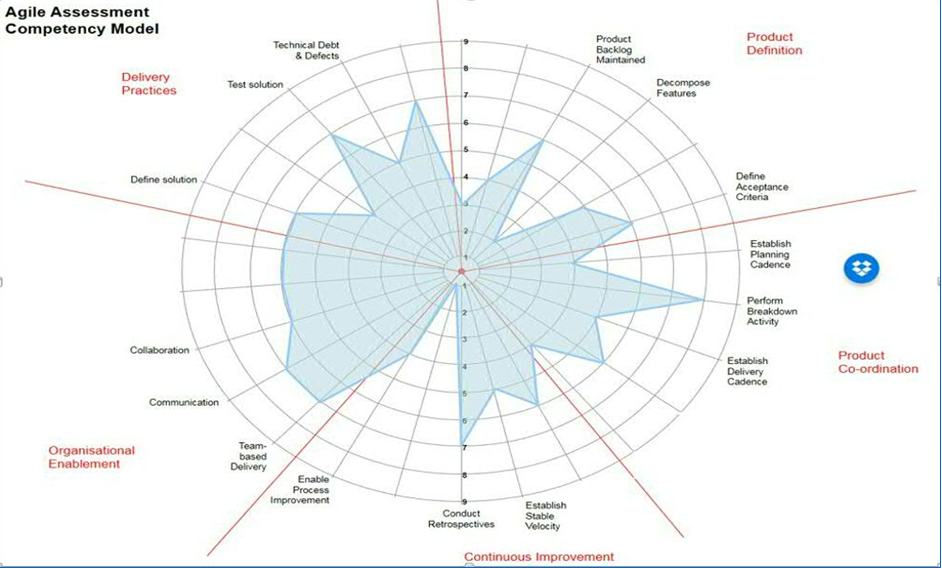 Agile Assessment
Competency Model
Delivery
Practices
Technical Debt
& Defects
Test solution
Define solution
Product
Backlog
Maintained
Decompose
Features
Product
Definition
Define
Acceptance
Criteria
Establish
Planning
Cadence
Perform
Breakdown
Activity
Establish
Delivery
Cadence
Product
Co-ordination
9
8
7
6
5
4
3
2
1
1
2
3
4
5
6
7
8
9
Collaboration
Communication
Organisational
Enablement
Team-
based
Delivery
Enable
Process
Improvement
Conduct
Retrospectives
Establish
Stable
Velocity
Continuous Improvement